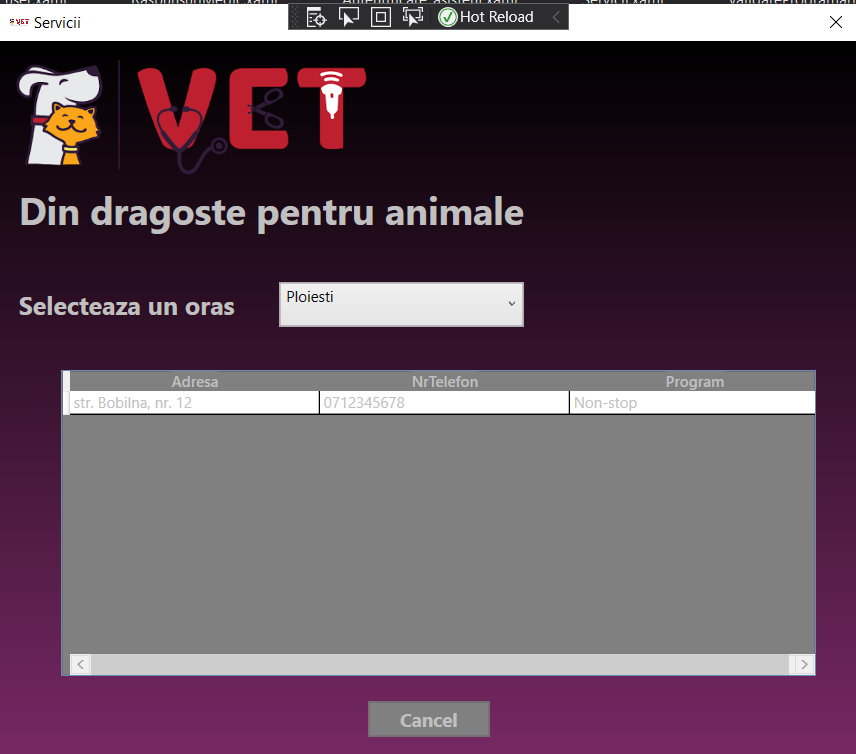 Servicii
Hot Reload
VET
Din dragoste pentru animale
Selecteaza un oras
Ploiesti
Adresa NrTelefon Program
str. Bobilna, nr. 12 0712345678 Non-stop
Cancel